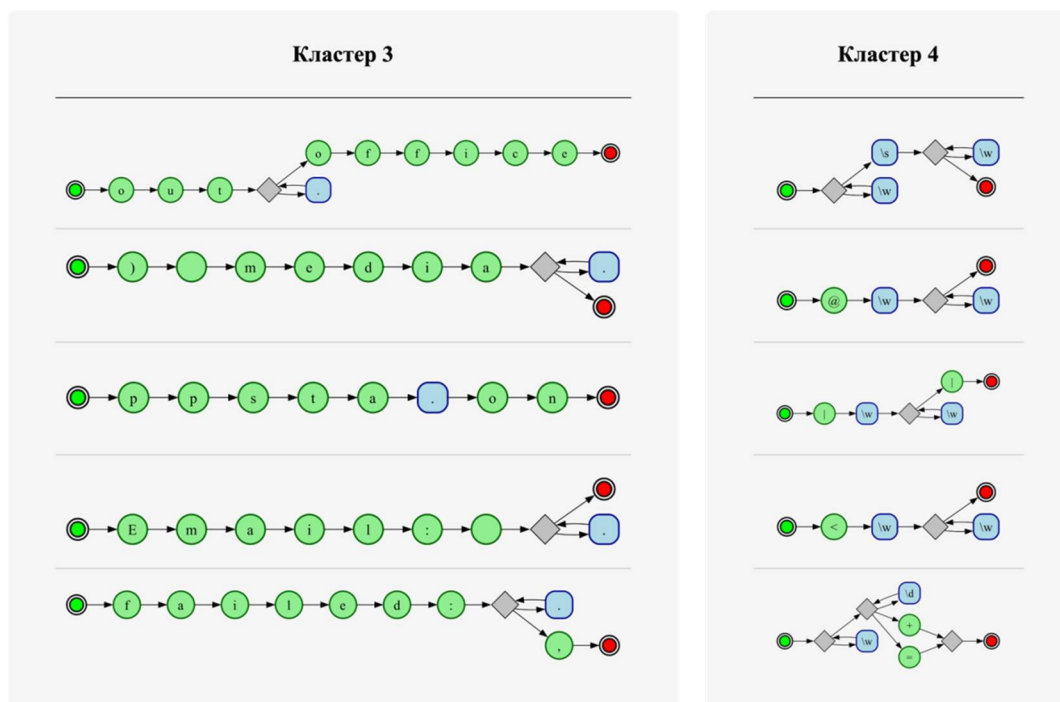 Кластер 3
o f f i c e
o u t .
) m e d i a .
p p s t a . o n
E m a i l : .
f a i l e d : .
,
Кластер 4
\s \w
\w
@ \w \w
|
| \w \w
< \w \w
\d
+
\w
=